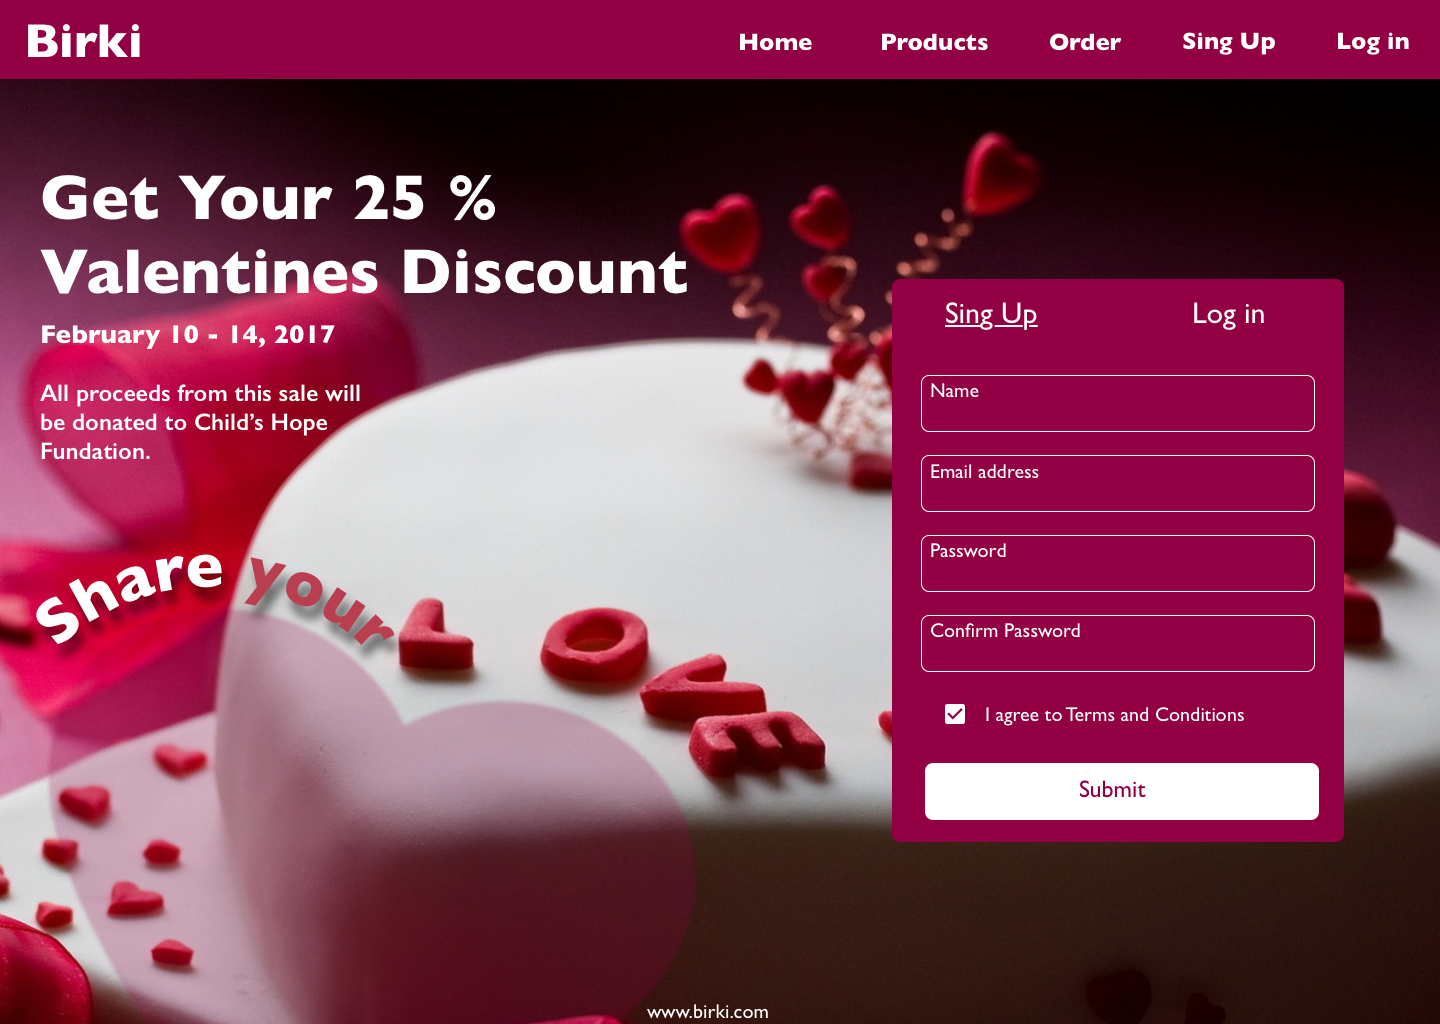 Birki
Home Products Order Sing Up Log in
Get Your 25 %
Valentines Discount
February 10 - 14, 2017
All proceeds from this sale will
be donated to Child’s Hope
Fundation.
Share your
LOVE
Sing Up Log in
Name
Email address
Password
Confirm Password
I agree to Terms and Conditions
Submit
www.birki.com